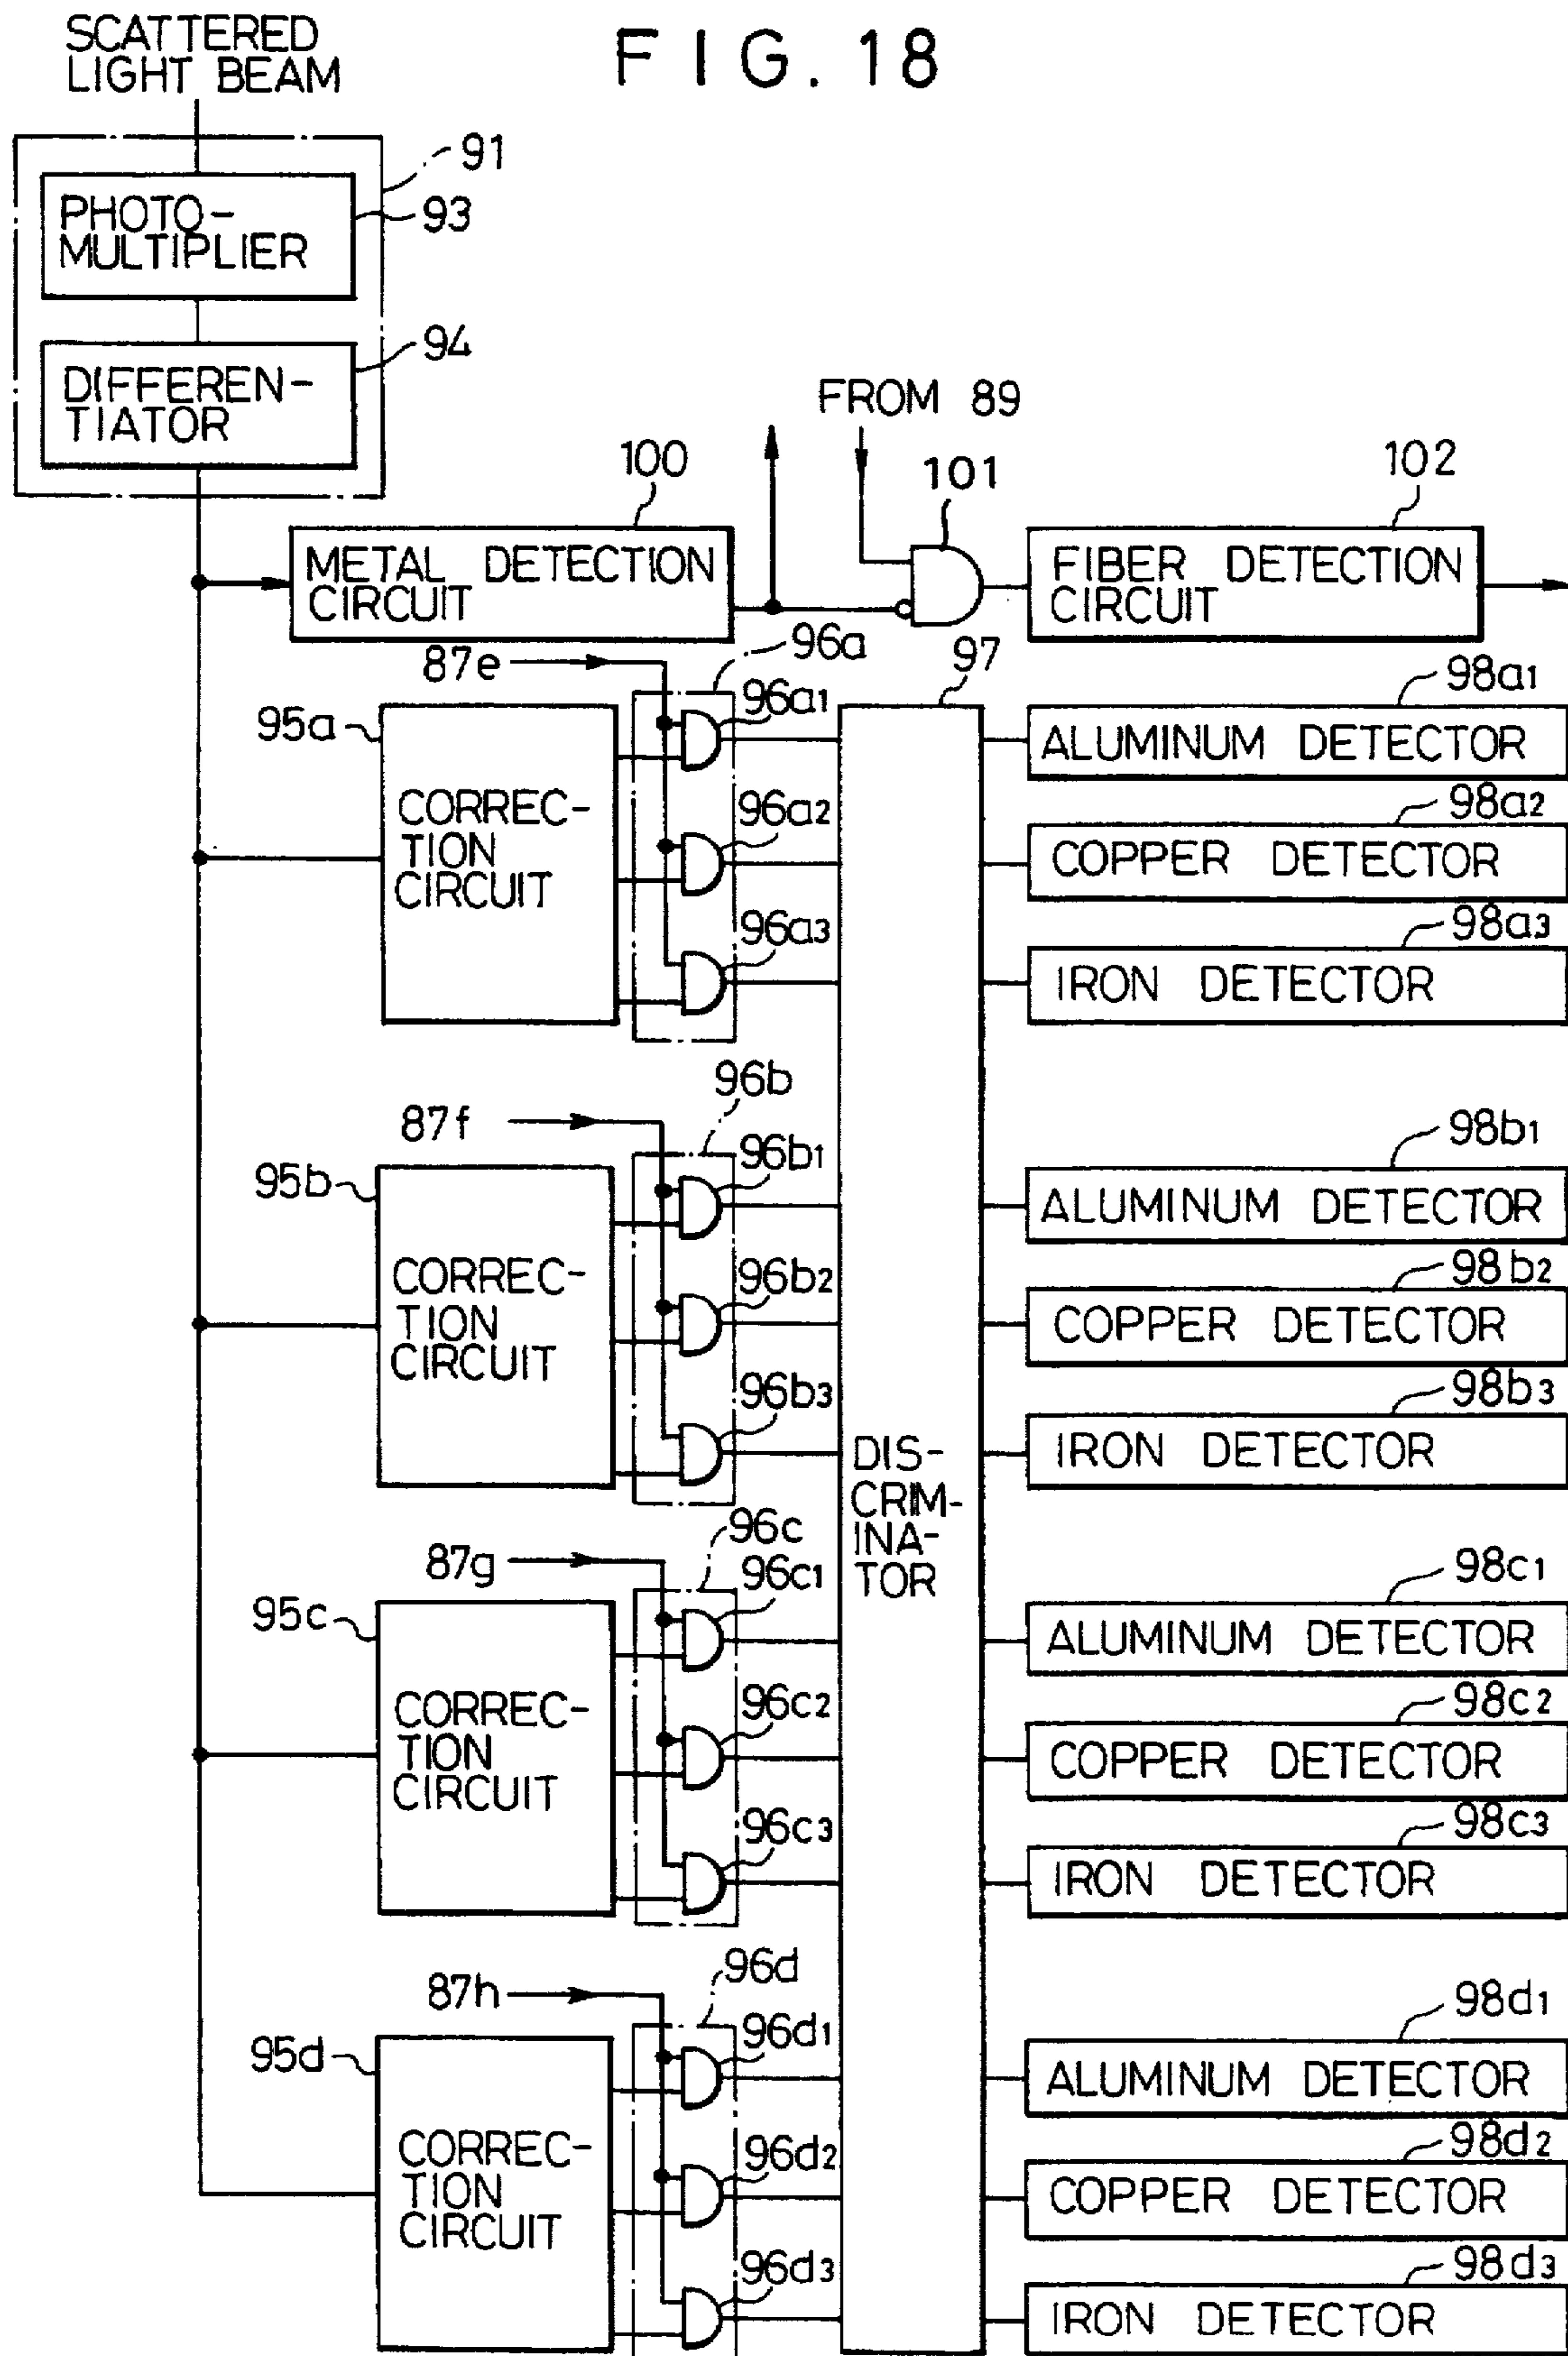 FIG. 18
SCATTERED
LIGHT BEAM
91
PHOTO-
MULTIPLIER
93
DIFFEREN-
TIATOR
94
FROM 89
100
101
102
METAL DETECTION
CIRCUIT
FIBER DETECTION
CIRCUIT
87e
96a
97
95a
CORREC-
TION
CIRCUIT
96a1
96a2
96a3
98a1
ALUMINUM DETECTOR
98a2
COPPER DETECTOR
98a3
IRON DETECTOR
87f
96b
95b
CORREC-
TION
CIRCUIT
96b1
96b2
96b3
98b1
ALUMINUM DETECTOR
98b2
COPPER DETECTOR
98b3
IRON DETECTOR
DIS-
CRIM-
INA-
TOR
87g
96c
95c
CORREC-
TION
CIRCUIT
96c1
96c2
96c3
98c1
ALUMINUM DETECTOR
98c2
COPPER DETECTOR
98c3
IRON DETECTOR
87h
96d
95d
CORREC-
TION
CIRCUIT
96d1
96d2
96d3
98d1
ALUMINUM DETECTOR
98d2
COPPER DETECTOR
98d3
IRON DETECTOR